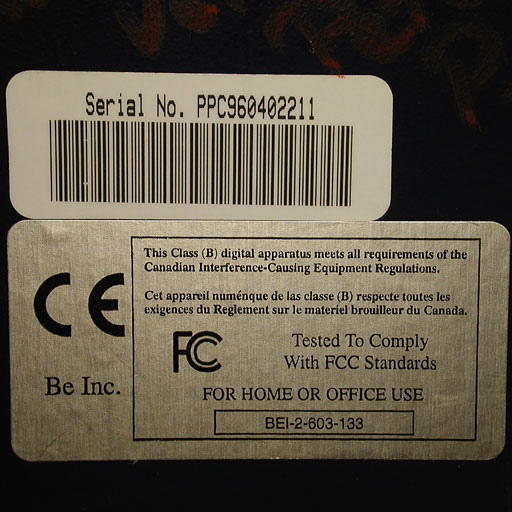 Serial No. PPC960402211
This Class (B) digital apparatus meets all requirements of the
Canadian Interference-Causing Equipment Regulations.
Cet appareil numénque de las classe (B) respecte toutes les
exigences du Reglement sur le materiel brouilleur du Canada.
CE
FC
Tested To Comply
With FCC Standards
Be Inc.
FOR HOME OR OFFICE USE
BEI-2-603-133